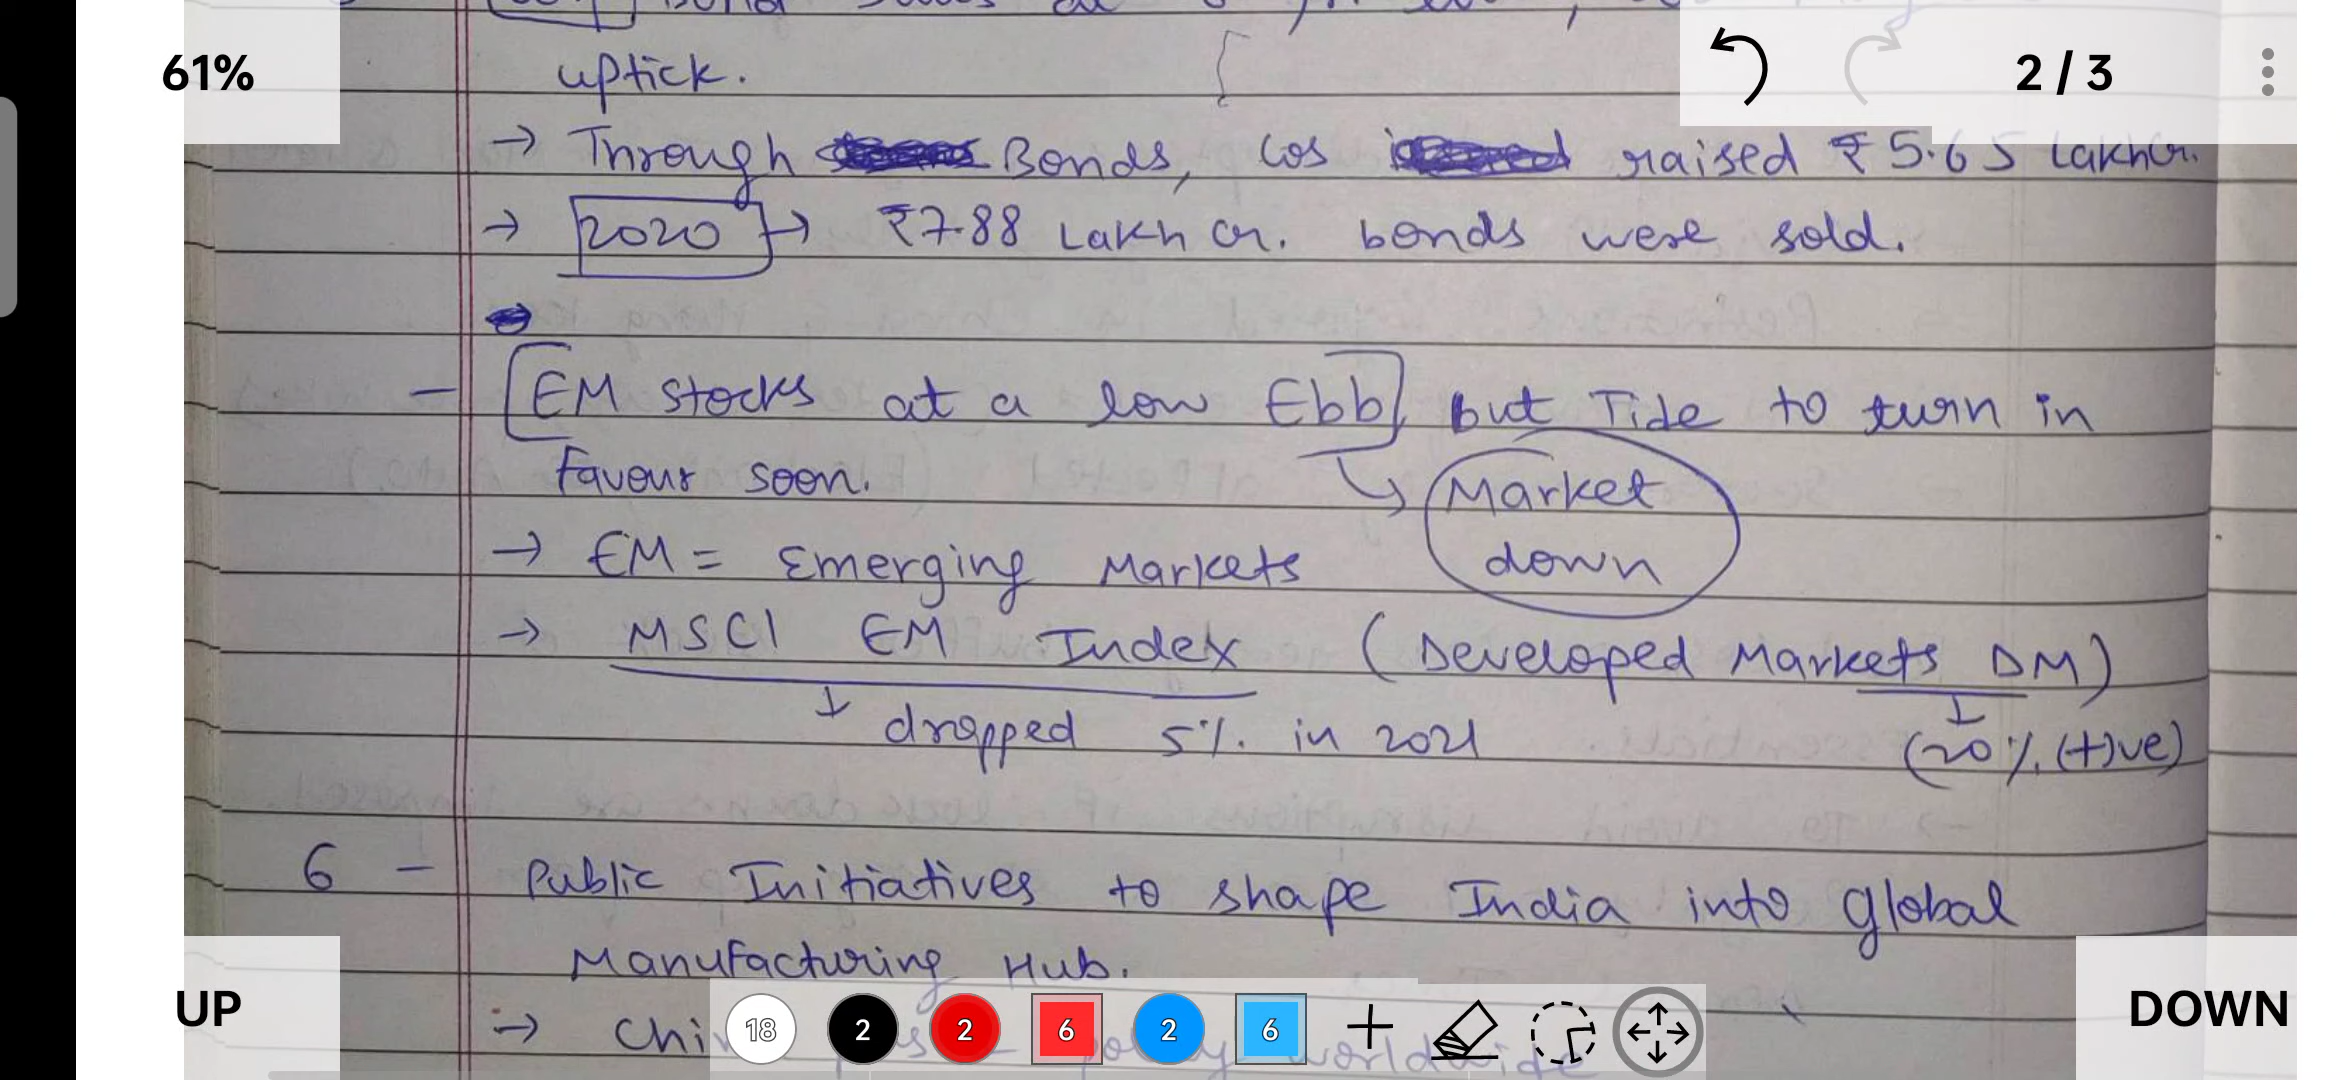 61%
2 / 3
uptick.
→ Through Bonds, Cos raised ₹5.65 Lakh Cr.
→ 2020 → ₹7.88 Lakh Cr. bonds were sold.
- [EM Stocks at a low Ebb], but Tide to turn in
favour soon.
Market
down
→ EM = Emerging Markets
→ MSCI EM Index (Developed Markets DM)
dropped 5% in 2021
(20% (+)ve)
6 - Public Initiatives to shape India into global
Manufacturing Hub.
→ worldwide
UP
DOWN
18 2 2 6 2 6